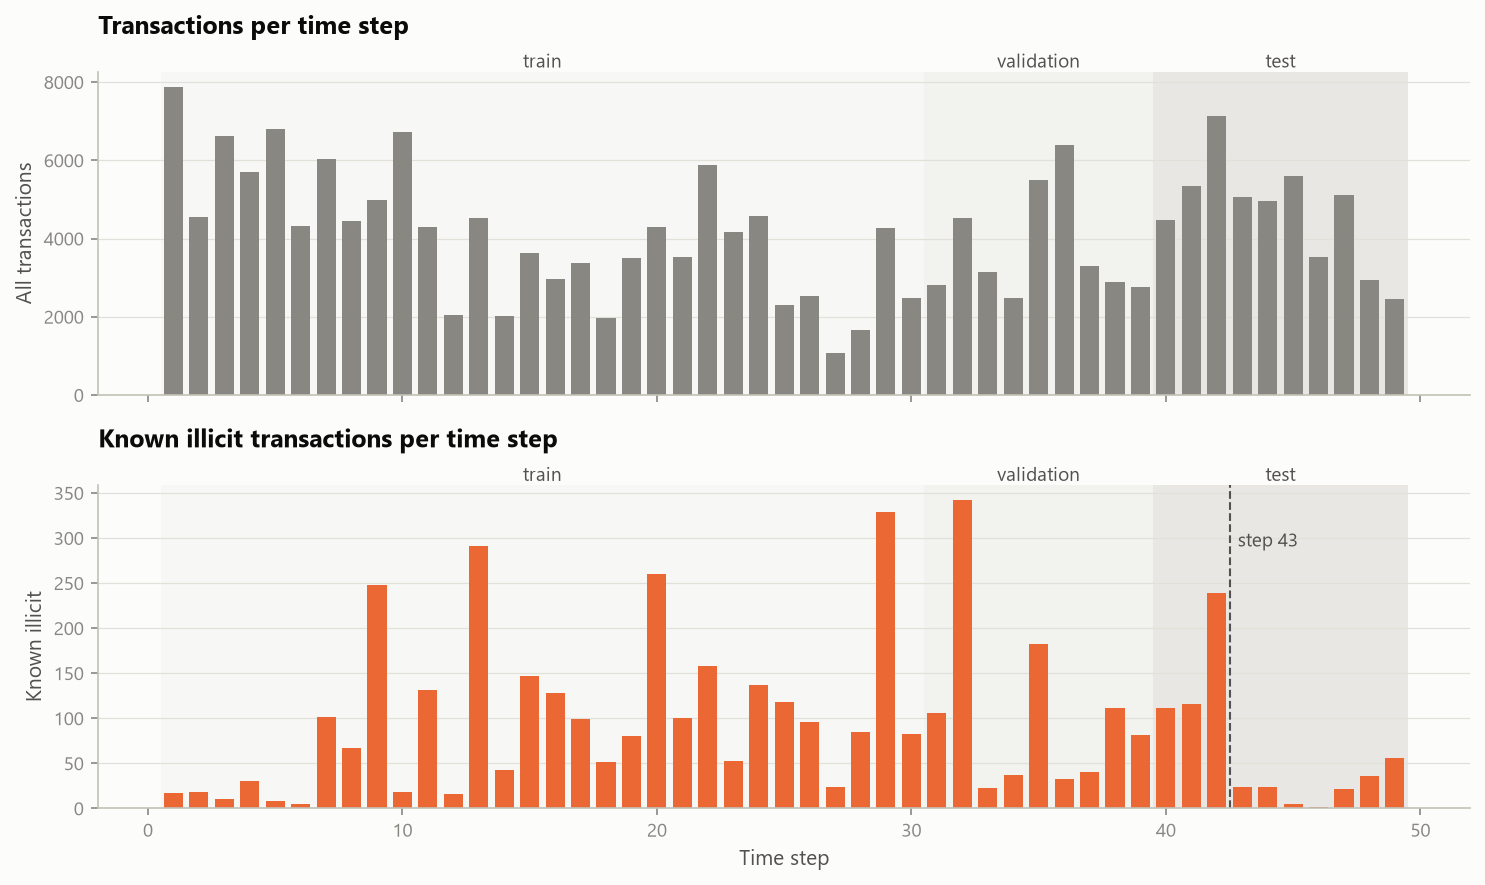 Transactions per time step
train
validation
test
8000
6000
4000
2000
0
All transactions
Known illicit transactions per time step
train
validation
test
350
300
250
200
150
100
50
0
Known illicit
step 43
0
10
20
30
40
50
Time step